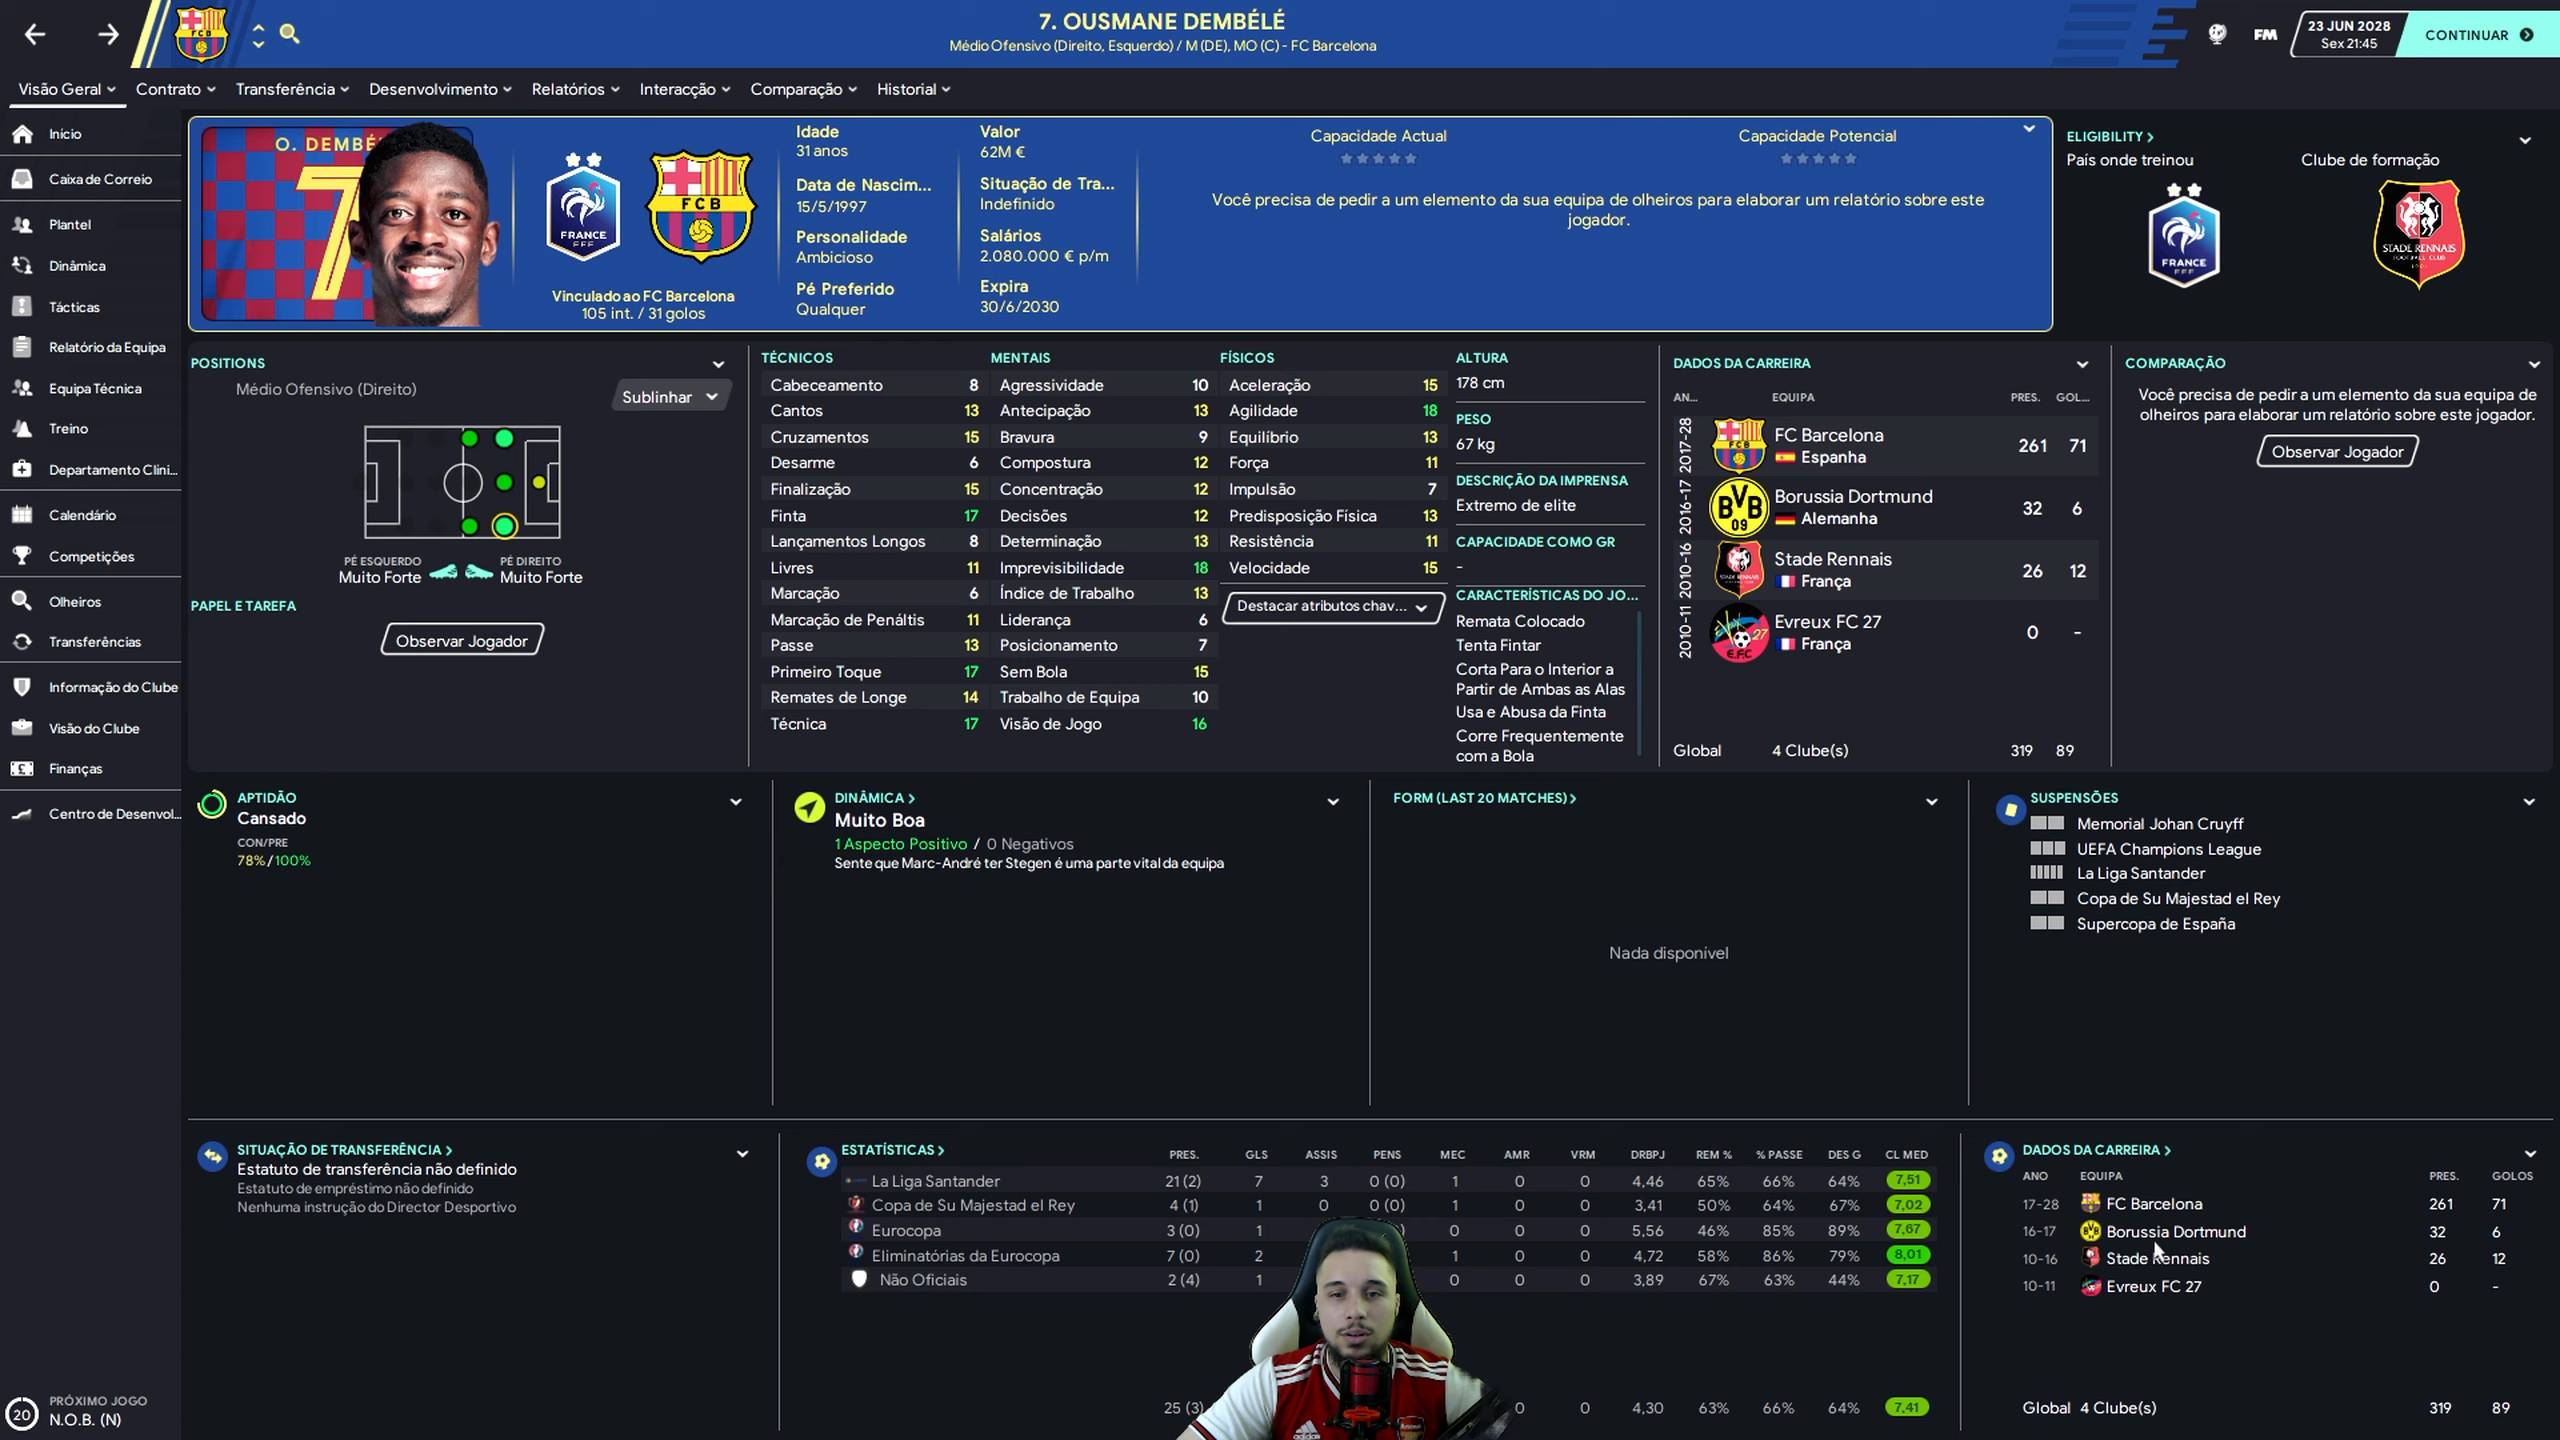 7. OUSMANE DEMBÉLÉ
Médio Ofensivo (Direito, Esquerdo) / M (DE), MO (C) - FC Barcelona
FM
23 JUN 2028
Sex 21:45
CONTINUAR
Visão Geral
Contrato
Transferência
Desenvolvimento
Relatórios
Interacção
Comparação
Historial
Inicio
Caixa de Correio
Plantel
Dinâmica
Tácticas
Relatório da Equipa
Equipa Técnica
Treino
Departamento Clini...
Calendário
Competições
Olheiros
Transferências
Informação do Clube
Visão do Clube
Finanças
Centro de Desenvol...
20
PRÓXIMO JOGO
N.O.B. (N)
O. DEMBÉ
7
FRANCE
FFF
FCB
Vinculado ao FC Barcelona
105 int. / 31 golos
Idade
31 anos
Data de Nascim...
15/5/1997
Personalidade
Ambicioso
Pé Preferido
Qualquer
Valor
62M €
Situação de Tra...
Indefinido
Salários
2.080.000 € p/m
Expira
30/6/2030
Capacidade Actual
Capacidade Potencial
Você precisa de pedir a um elemento da sua equipa de olheiros para elaborar um relatório sobre este
jogador.
ELIGIBILITY
País onde treinou
Clube de formação
FRANCE
FFF
STADE RENNAIS
FOOTBALL CLUB
POSITIONS
Médio Ofensivo (Direito)
Sublinhar
PÉ ESQUERDO
Muito Forte
PÉ DIREITO
Muito Forte
PAPEL E TAREFA
Observar Jogador
TÉCNICOS
Cabeceamento 8
Cantos 13
Cruzamentos 15
Desarme 6
Finalização 15
Finta 17
Lançamentos Longos 8
Livres 11
Marcação 6
Marcação de Penáltis 11
Passe 13
Primeiro Toque 17
Remates de Longe 14
Técnica 17
MENTAIS
Agressividade 10
Antecipação 13
Bravura 9
Compostura 12
Concentração 12
Decisões 12
Determinação 13
Imprevisibilidade 18
Índice de Trabalho 13
Liderança 6
Posicionamento 7
Sem Bola 15
Trabalho de Equipa 10
Visão de Jogo 16
FÍSICOS
Aceleração 15
Agilidade 18
Equilíbrio 13
Força 11
Impulsão 7
Predisposição Física 13
Resistência 11
Velocidade 15
Destacar atributos chav...
ALTURA
178 cm
PESO
67 kg
DESCRIÇÃO DA IMPRENSA
Extremo de elite
CAPACIDADE COMO GR
-
CARACTERÍSTICAS DO JO...
Remata Colocado
Tenta Fintar
Corta Para o Interior a
Partir de Ambas as Alas
Usa e Abusa da Finta
Corre Frequentemente
com a Bola
DADOS DA CARREIRA
AN... EQUIPA PRES. GOL...
2017-28 FC Barcelona 261 71
Espanha
2016-17 Borussia Dortmund 32 6
Alemanha
2010-16 Stade Rennais 26 12
França
2010-11 Evreux FC 27 0 -
França
Global 4 Clube(s) 319 89
COMPARAÇÃO
Você precisa de pedir a um elemento da sua equipa de
olheiros para elaborar um relatório sobre este jogador.
Observar Jogador
APTIDÃO
Cansado
CON/PRE
78%/100%
DINÂMICA
Muito Boa
1 Aspecto Positivo / 0 Negativos
Sente que Marc-André ter Stegen é uma parte vital da equipa
FORM (LAST 20 MATCHES)
Nada disponível
SUSPENSÕES
Memorial Johan Cruyff
UEFA Champions League
La Liga Santander
Copa de Su Majestad el Rey
Supercopa de España
SITUAÇÃO DE TRANSFERÊNCIA
Estatuto de transferência não definido
Estatuto de empréstimo não definido
Nenhuma instrução do Director Desportivo
ESTATÍSTICAS PRES. GLS ASSIS PENS MEC AMR VRM DRBPJ REM % % PASSE DES G CL MED
La Liga Santander 21 (2) 7 3 0 (0) 1 0 0 4,46 65% 66% 64% 7,51
Copa de Su Majestad el Rey 4 (1) 1 0 0 (0) 1 0 0 3,41 50% 64% 67% 7,02
Eurocopa 3 (0) 1 0 0 0 5,56 46% 85% 89% 7,67
Eliminatórias da Eurocopa 7 (0) 2 1 0 0 4,72 58% 86% 79% 8,01
Não Oficiais 2 (4) 1 0 0 0 3,89 67% 63% 44% 7,17
25 (3) 0 0 4,30 63% 66% 64% 7,41
DADOS DA CARREIRA
ANO EQUIPA PRES. GOLOS
17-28 FC Barcelona 261 71
16-17 Borussia Dortmund 32 6
10-16 Stade Rennais 26 12
10-11 Evreux FC 27 0 -
Global 4 Clube(s) 319 89
adidas